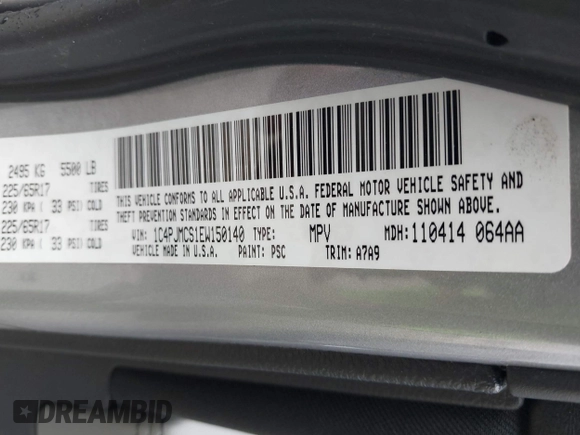 2495 KG 5500 LB
225/65R17 TIRES
230 KPA ( 33 PSI) COLD
225/65R17 TIRES
230 KPA ( 33 PSI) COLD
THIS VEHICLE CONFORMS TO ALL APPLICABLE U.S.A. FEDERAL MOTOR VEHICLE SAFETY AND
THEFT PREVENTION STANDARDS IN EFFECT ON THE DATE OF MANUFACTURE SHOWN ABOVE.
VIN: 1C4PJMCS1EW150140 TYPE: MPV MDH: 110414 064AA
VEHICLE MADE IN U.S.A. PAINT: PSC TRIM: A7A9
DREAMBID